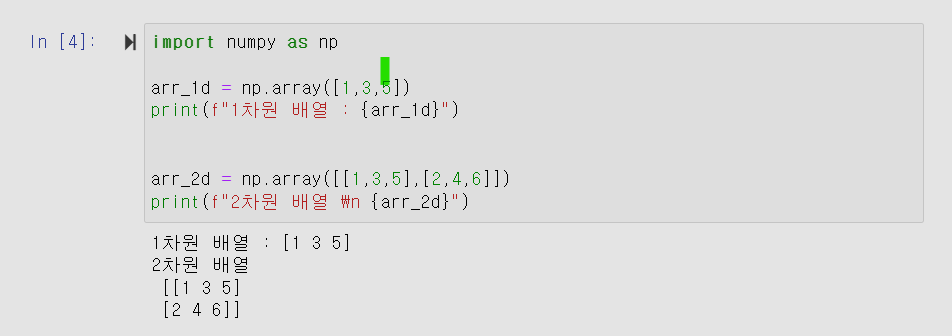 In [4]:
import numpy as np
arr_1d = np.array([1,3,5])
print(f"1차원 배열 : {arr_1d}")
arr_2d = np.array([[1,3,5],[2,4,6]])
print(f"2차원 배열 ₩n {arr_2d}")
1차원 배열 : [1 3 5]
2차원 배열
[[1 3 5]
[2 4 6]]